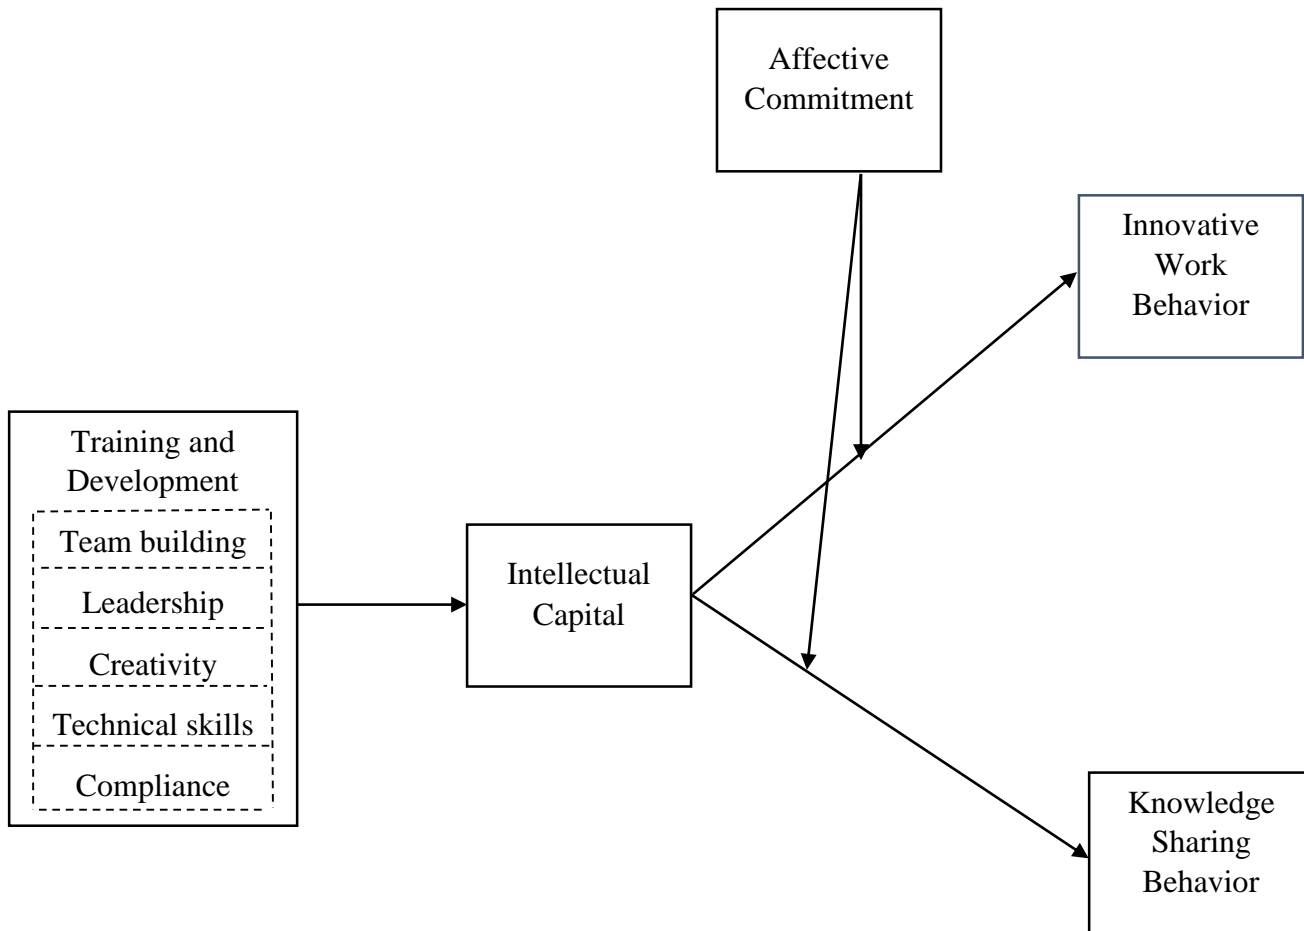 Affective
Commitment
Innovative
Work
Behavior
Training and
Development
Team building
Leadership
Creativity
Technical skills
Compliance
Intellectual
Capital
Knowledge
Sharing
Behavior